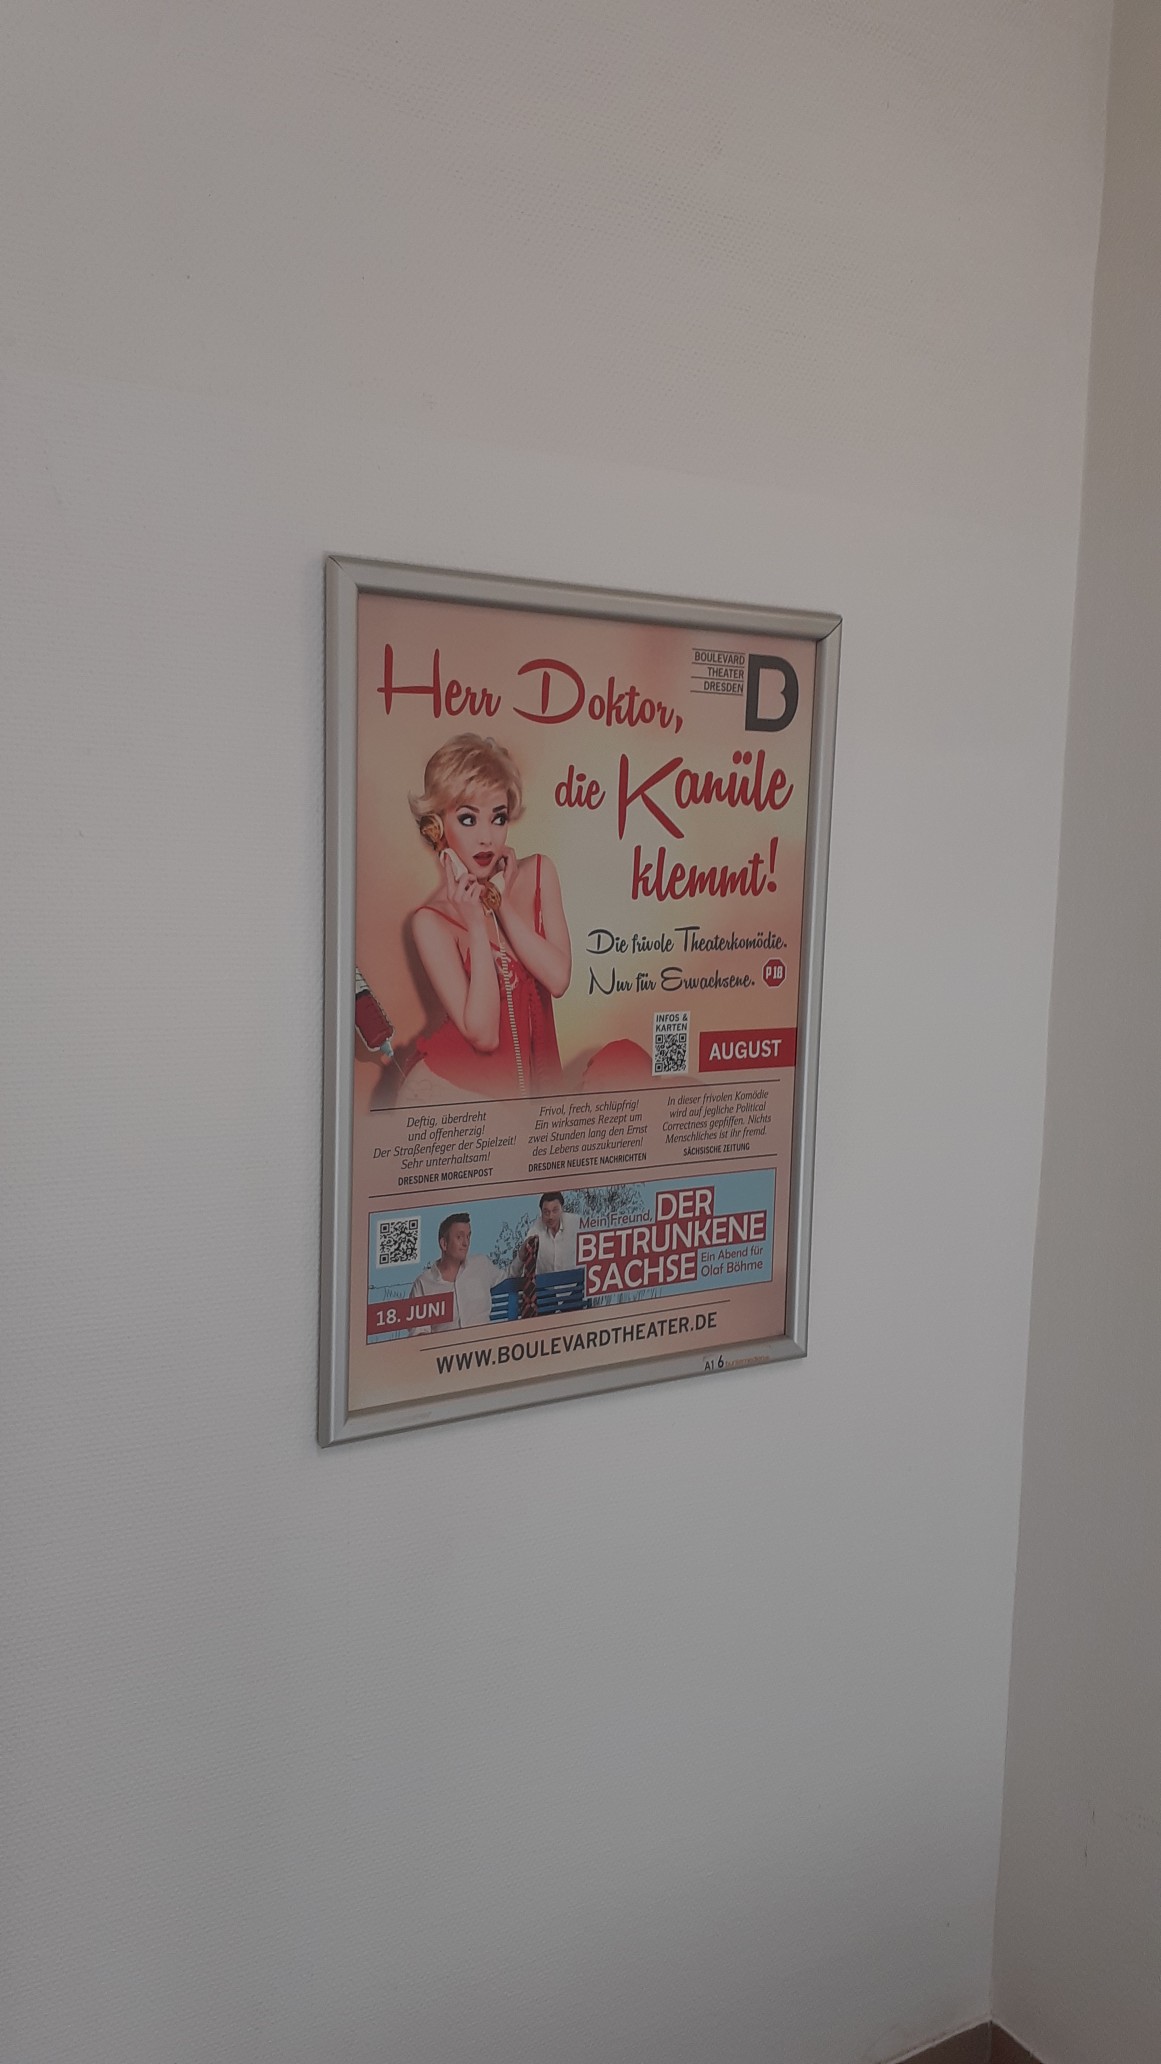 Herr Doktor,
BOULEVARD
THEATER
DRESDEN
B
die Kanüle
klemmt!
Die frivole Theaterkomödie.
Nur für Erwachsene. P18
INFOS &
KARTEN
AUGUST
Deftig, überdreht
und offenherzig!
Der Straßenfeger der Spielzeit!
Sehr unterhaltsam!
DRESDNER MORGENPOST
Frivol, frech, schlüpfrig!
Ein wirksames Rezept um
zwei Stunden lang den Ernst
des Lebens auszukurieren!
DRESDNER NEUESTE NACHRICHTEN
In dieser frivolen Komödie
wird auf jegliche Political
Correctness gepfiffen. Nichts
Menschliches ist ihr fremd.
SÄCHSISCHE ZEITUNG
Mein Freund, DER
BETRUNKENE
SACHSE
Ein Abend für
Olaf Böhme
18. JUNI
WWW.BOULEVARDTHEATER.DE
A1 6